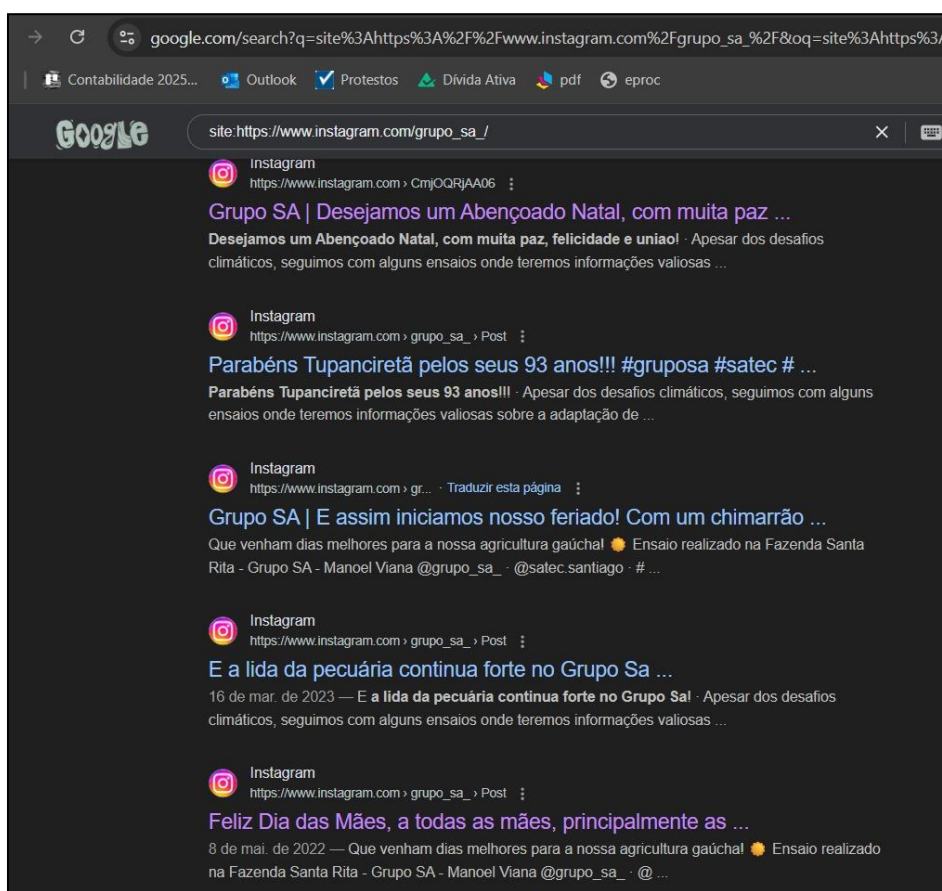 google.com/search?q=site%3Ahttps%3A%2F%2Fwww.instagram.com%2Fgrupo_sa_%2F&oq=site%3Ahttps%3A
Contabilidade 2025... Outlook Protestos Dívida Ativa pdf eproc
Google site:https://www.instagram.com/grupo_sa_/
Instagram
https://www.instagram.com › CmjOQRjAA06
Grupo SA | Desejamos um Abençoado Natal, com muita paz ...
Desejamos um Abençoado Natal, com muita paz, felicidade e uniao! · Apesar dos desafios
climáticos, seguimos com alguns ensaios onde teremos informações valiosas ...
Instagram
https://www.instagram.com › grupo_sa_ › Post
Parabéns Tupanciretã pelos seus 93 anos!!! #gruposa #satec # ...
Parabéns Tupanciretã pelos seus 93 anos!!! · Apesar dos desafios climáticos, seguimos com alguns
ensaios onde teremos informações valiosas sobre a adaptação de ...
Instagram
https://www.instagram.com › gr... · Traduzir esta página
Grupo SA | E assim iniciamos nosso feriado! Com um chimarrão ...
Que venham dias melhores para a nossa agricultura gaúcha! Ensaio realizado na Fazenda Santa
Rita - Grupo SA - Manoel Viana @grupo_sa_ · @satec.santiago · # ...
Instagram
https://www.instagram.com › grupo_sa_ › Post
E a lida da pecuária continua forte no Grupo Sa ...
16 de mar. de 2023 — E a lida da pecuária continua forte no Grupo Sa! · Apesar dos desafios
climáticos, seguimos com alguns ensaios onde teremos informações valiosas ...
Instagram
https://www.instagram.com › grupo_sa_ › Post
Feliz Dia das Mães, a todas as mães, principalmente as ...
8 de mai. de 2022 — Que venham dias melhores para a nossa agricultura gaúcha! Ensaio realizado
na Fazenda Santa Rita - Grupo SA - Manoel Viana @grupo_sa_ · @ ...